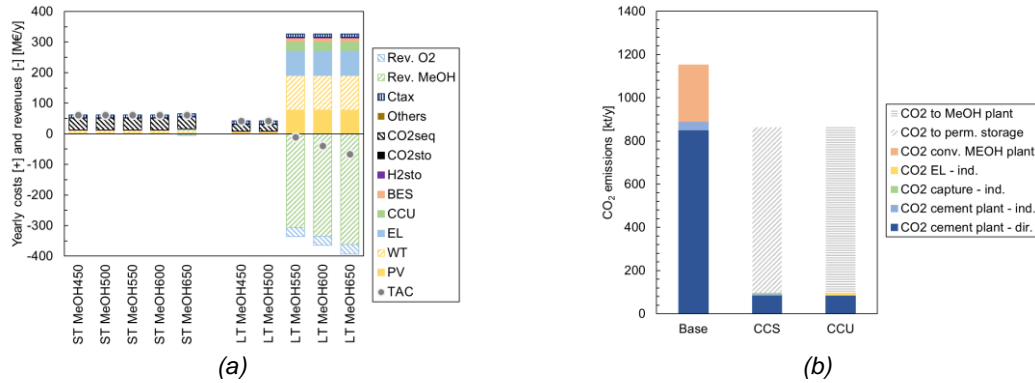 Yearly costs [+] and revenues [-] [M€/y]
400
300
200
100
0
-100
-200
-300
-400
ST MeOH450
ST MeOH500
ST MeOH550
ST MeOH600
ST MeOH650
LT MeOH450
LT MeOH500
LT MeOH550
LT MeOH600
LT MeOH650
Rev. O2
Rev. MeOH
Ctax
Others
CO2seq
CO2sto
H2sto
BES
CCU
EL
WT
PV
TAC
(a)
CO₂ emissions [kt/y]
1400
1200
1000
800
600
400
200
0
Base
CCS
CCU
CO2 to MeOH plant
CO2 to perm. storage
CO2 conv. MEOH plant
CO2 EL - ind.
CO2 capture - ind.
CO2 cement plant - ind.
CO2 cement plant - dir.
(b)